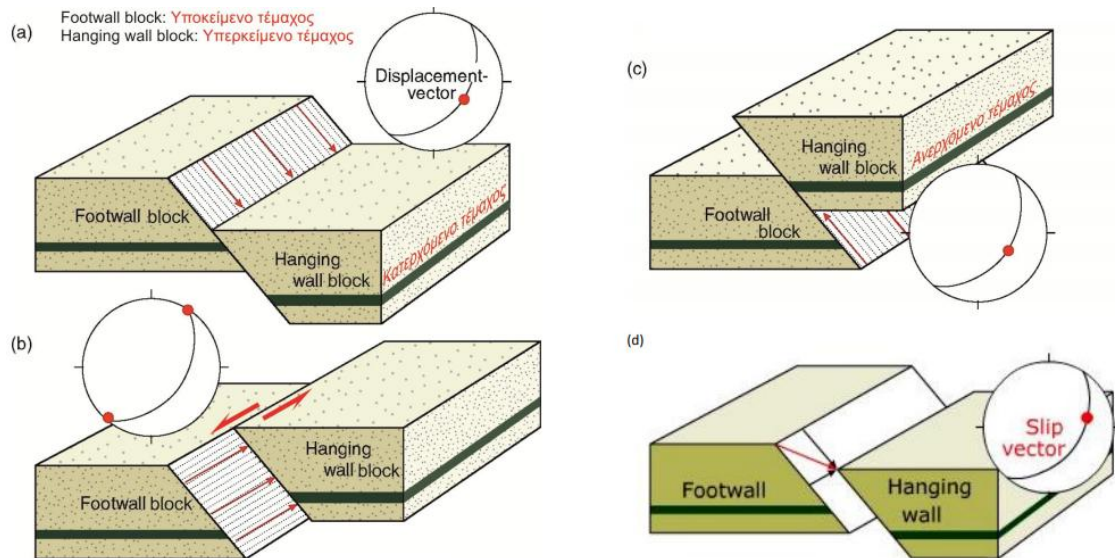 Footwall block: Υποκείμενο τέμαχος
Hanging wall block: Υπερκείμενο τέμαχος
(a)
Displacement-
vector
Footwall block
Hanging
wall block
Κατερχόμενο τέμαχος
(b)
Hanging
wall block
Footwall block
(c)
Hanging
wall block
Ανερχόμενο τέμαχος
Footwall
block
(d)
Slip
vector
Footwall
Hanging
wall